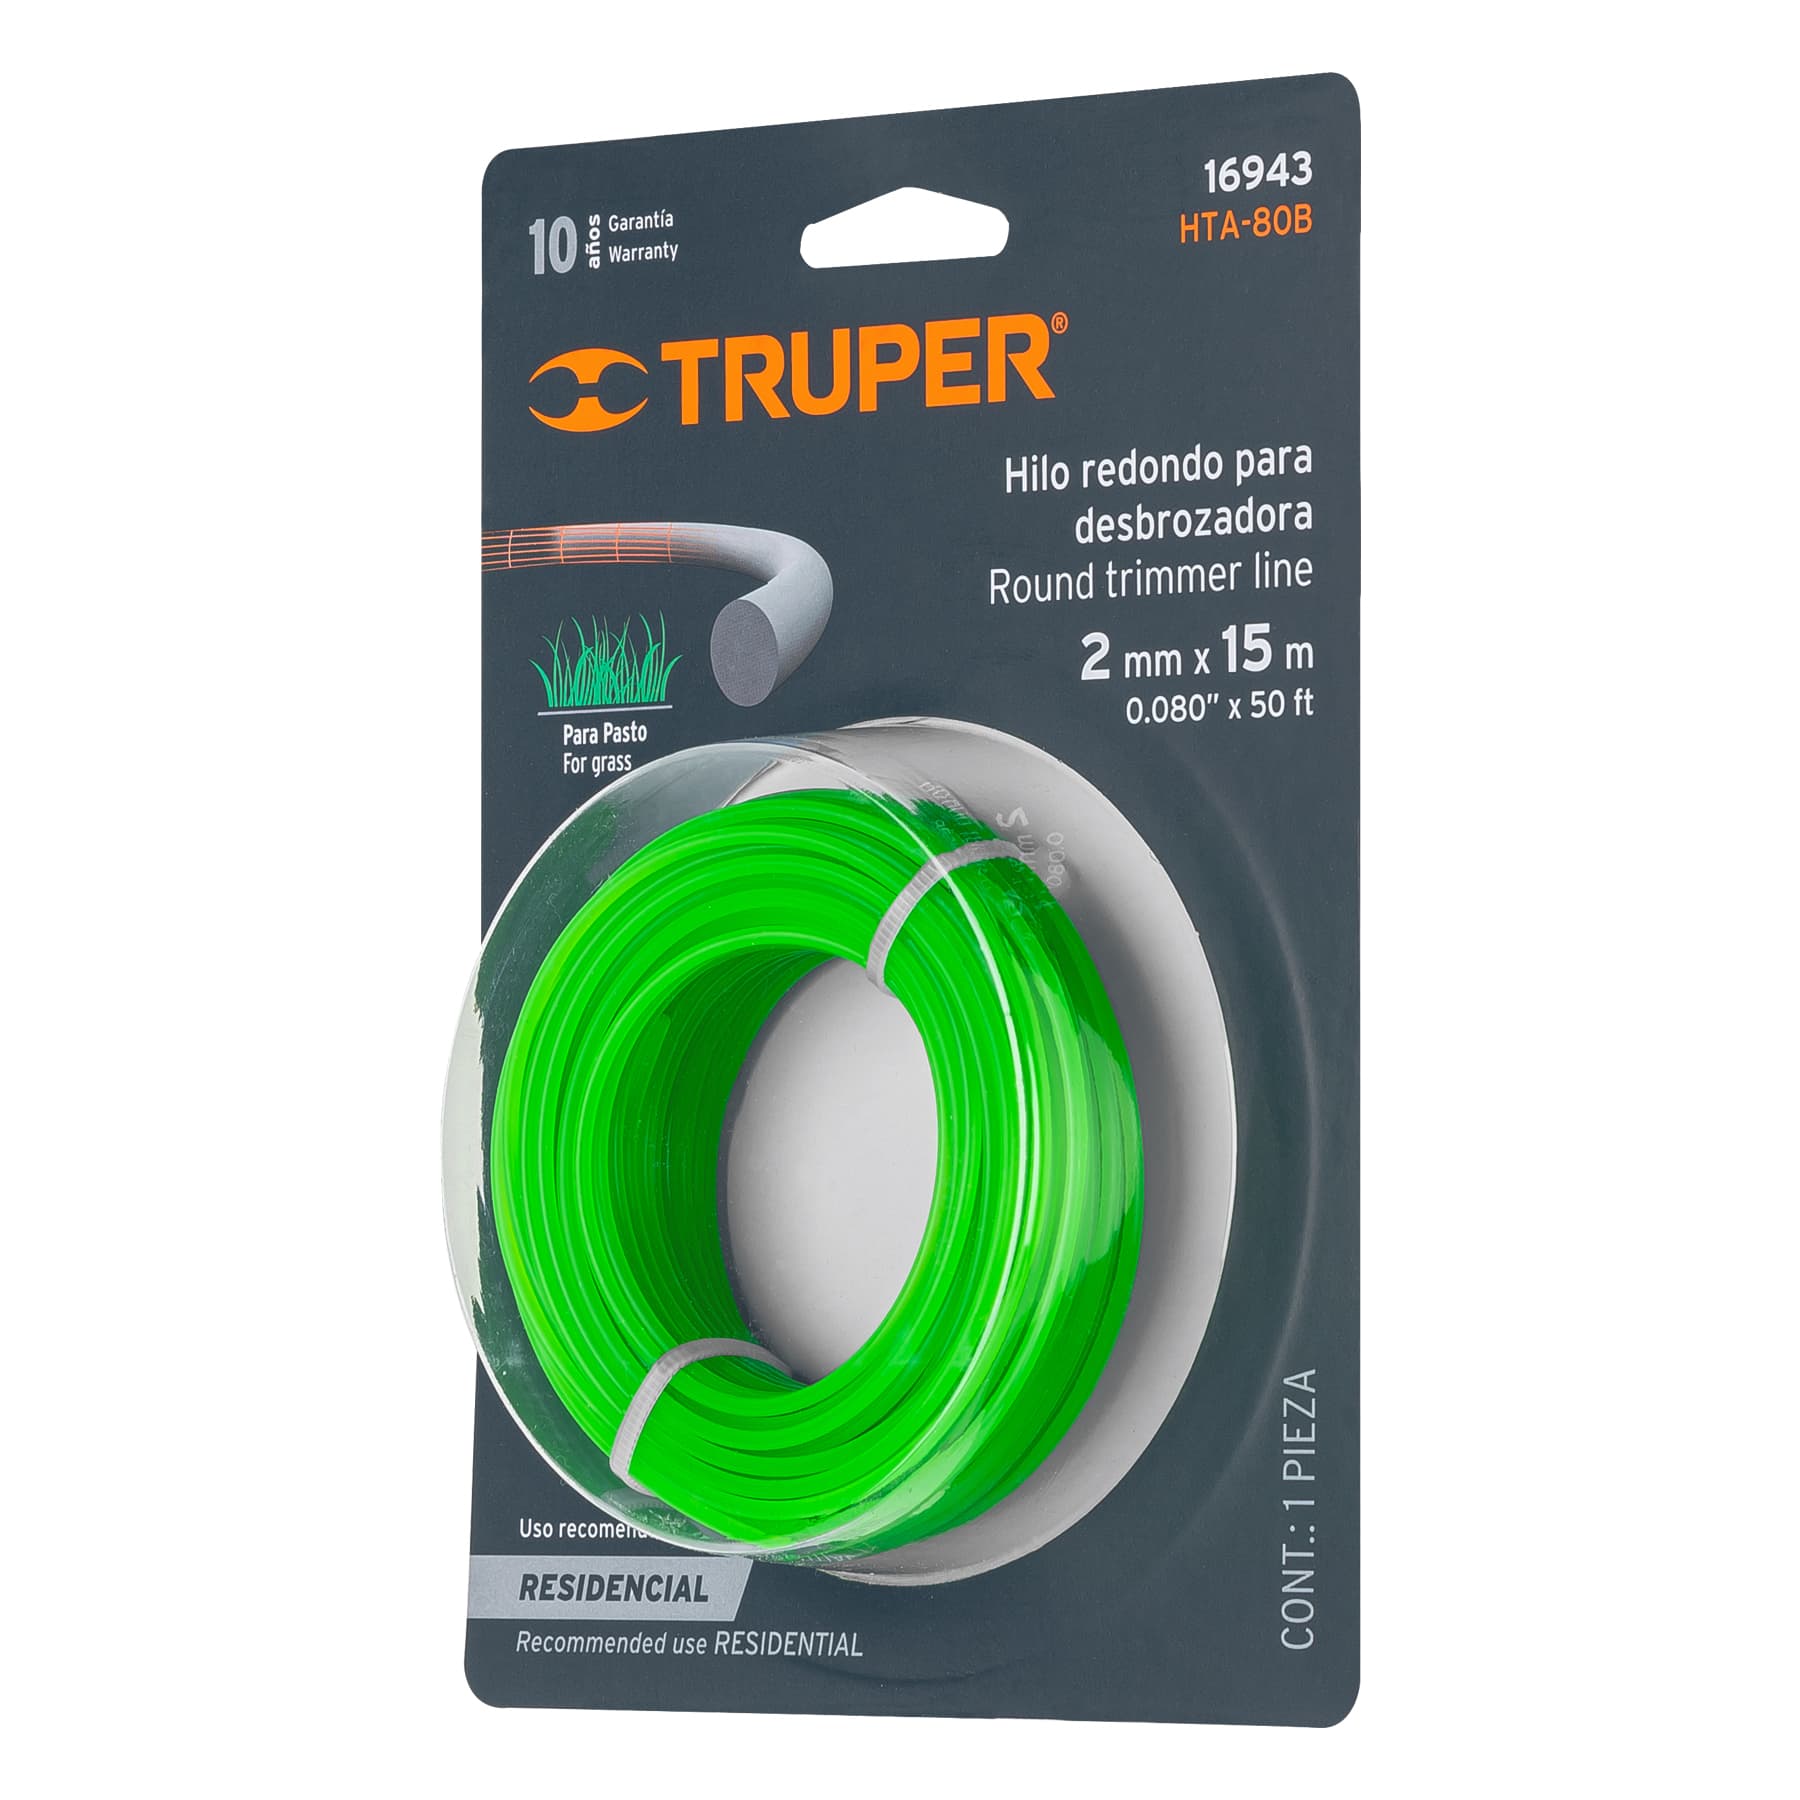 10 años Garantía
Warranty
16943
HTA-80B
TRUPER®
Hilo redondo para
desbrozadora
Round trimmer line
2 mm x 15 m
0.080" x 50 ft
Para Pasto
For grass
Uso
RESIDENCIAL
Recommended use RESIDENTIAL
CONT.: 1 PIEZA